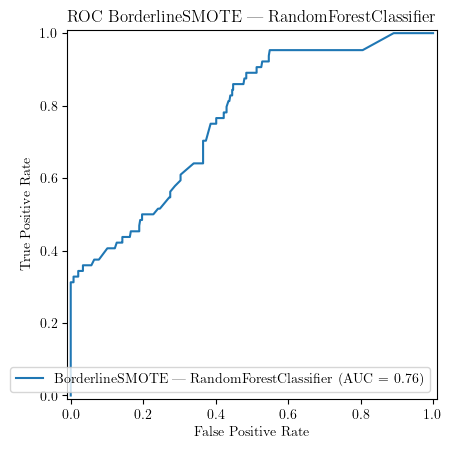 ROC BorderlineSMOTE — RandomForestClassifier
1.0
0.8
0.6
0.4
0.2
0.0
True Positive Rate
BorderlineSMOTE — RandomForestClassifier (AUC = 0.76)
0.0 0.2 0.4 0.6 0.8 1.0
False Positive Rate